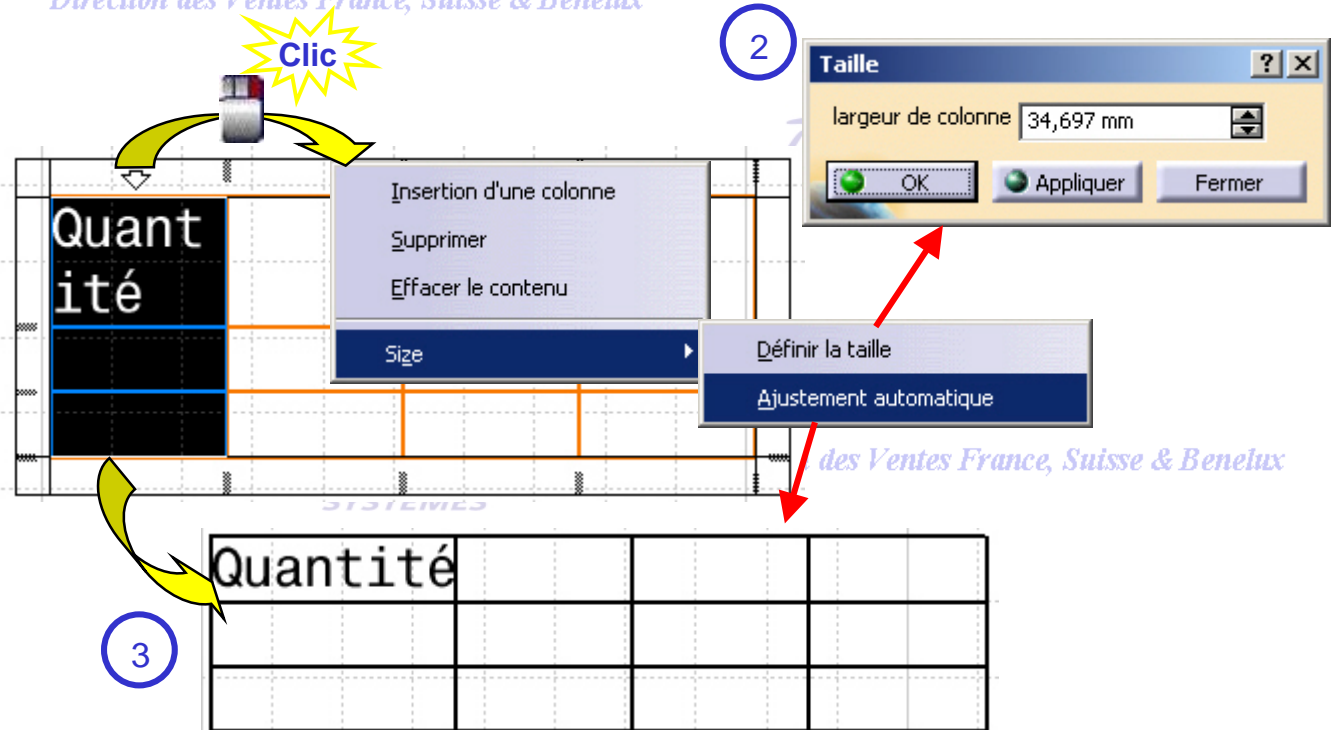 Direction des Ventes France, Suisse & Benelux
Clic
2
Taille
largeur de colonne 34,697 mm
OK Appliquer Fermer
Insertion d'une colonne
Supprimer
Effacer le contenu
Size
Définir la taille
Ajustement automatique
Quant
ité
des Ventes France, Suisse & Benelux
SYSTEMES
Quantité
3